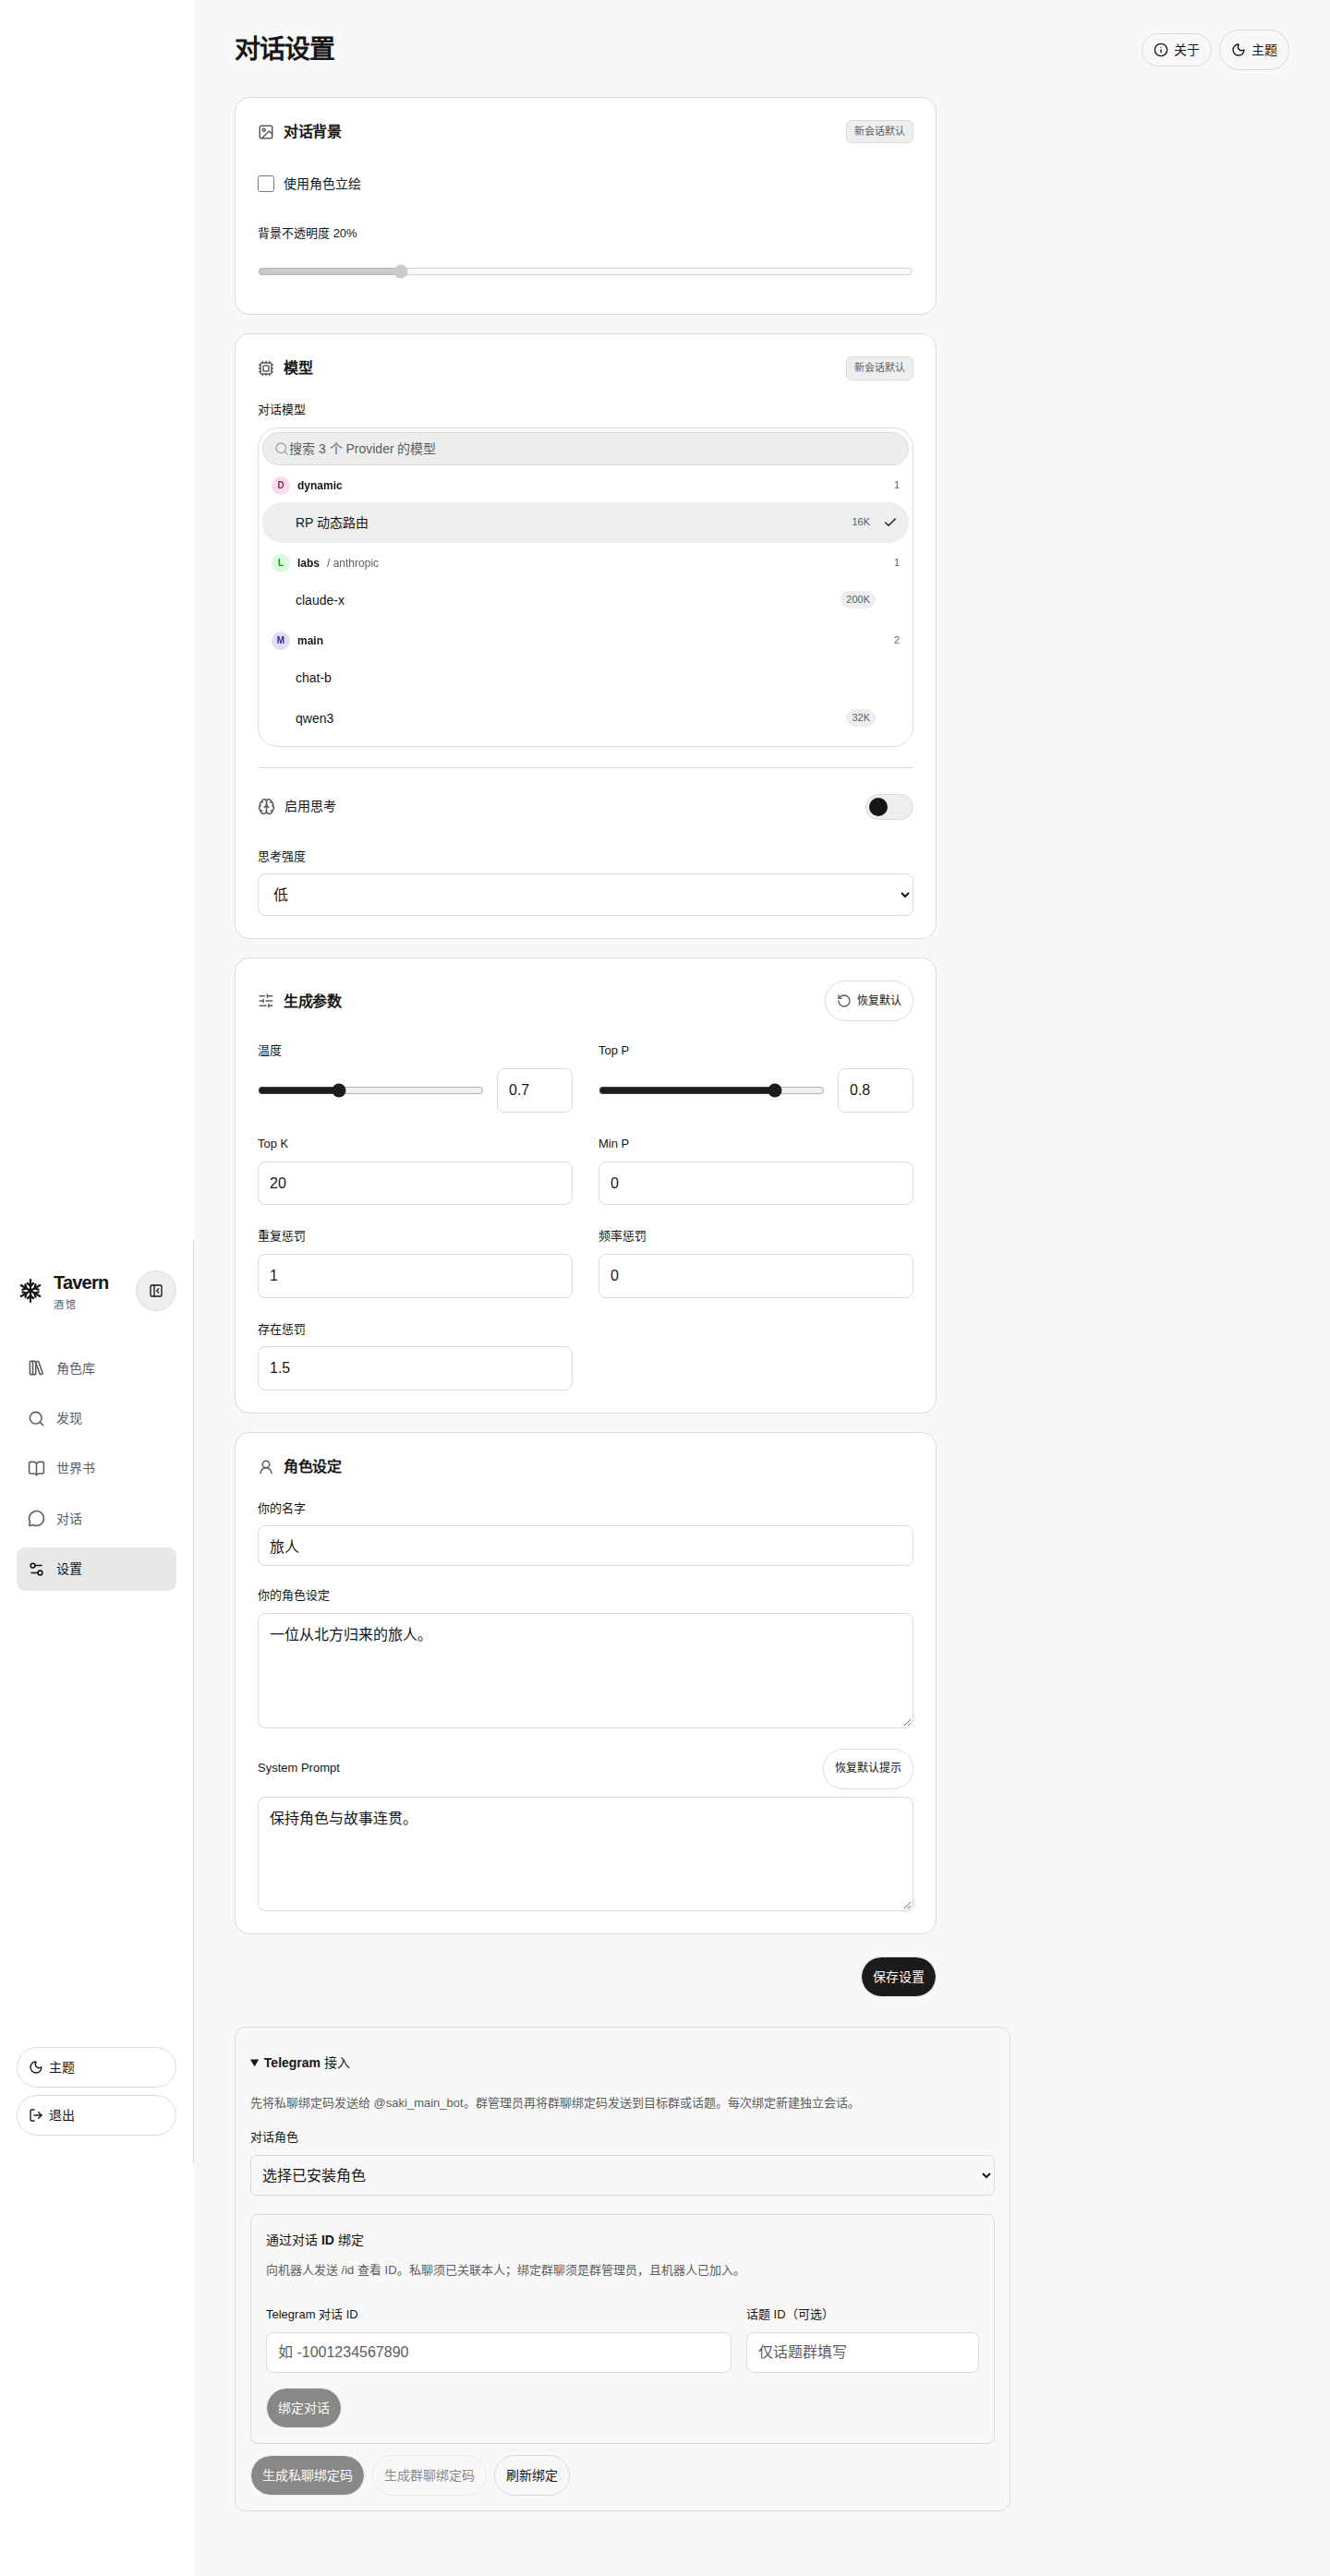 对话设置
关于
主题
对话背景
新会话默认
使用角色立绘
背景不透明度 20%
模型
新会话默认
对话模型
搜索 3 个 Provider 的模型
D dynamic 1
RP 动态路由 16K
L labs / anthropic 1
claude-x 200K
M main 2
chat-b
qwen3 32K
启用思考
思考强度
低
生成参数
恢复默认
温度
Top P
0.7
0.8
Top K
Min P
20
0
重复惩罚
频率惩罚
1
0
存在惩罚
1.5
角色设定
你的名字
旅人
你的角色设定
一位从北方归来的旅人。
System Prompt
恢复默认提示
保持角色与故事连贯。
保存设置
Telegram 接入
先将私聊绑定码发送给 @saki_main_bot。群管理员再将群聊绑定码发送到目标群或话题。每次绑定新建独立会话。
对话角色
选择已安装角色
通过对话 ID 绑定
向机器人发送 /id 查看 ID。私聊须已关联本人；绑定群聊须是群管理员，且机器人已加入。
Telegram 对话 ID
话题 ID（可选）
如 -1001234567890
仅话题群填写
绑定对话
生成私聊绑定码
生成群聊绑定码
刷新绑定
Tavern
酒馆
角色库
发现
世界书
对话
设置
主题
退出